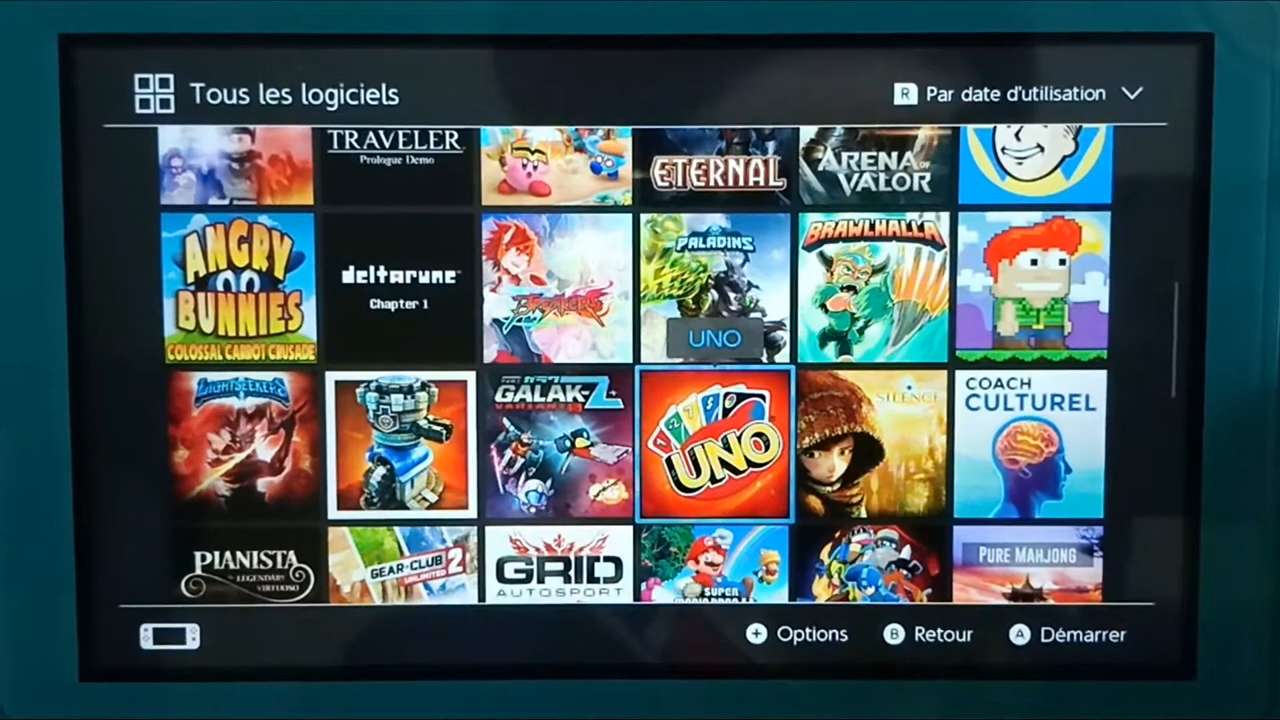 Tous les logiciels
R Par date d'utilisation
TRAVELER
Prologue Demo
ETERNAL
ARENA OF
VALOR
ANGRY
BUNNIES
COLOSSAL CARROT CRUSADE
deltarune
Chapter 1
PALADINS
UNO
BRAWLHALLA
LIGHTSEEKERS
GALAK-Z
VARIANT S
UNO
SILENCE
COACH
CULTUREL
PIANISTA
THE LEGENDARY
VIRTUOSO
GEAR·CLUB 2
UNLIMITED
GRID
AUTOSPORT
SUPER
PURE MAHJONG
+ Options
B Retour
A Démarrer